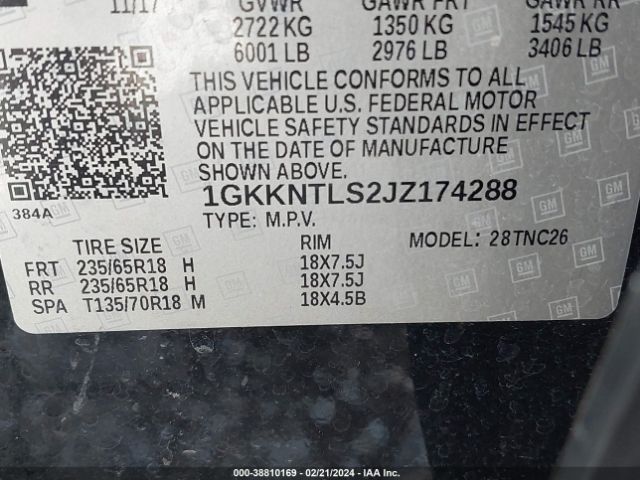 11/17 GVWR GAWR FRT GAWR RR
2722 KG 1350 KG 1545 KG
6001 LB 2976 LB 3406 LB
THIS VEHICLE CONFORMS TO ALL
APPLICABLE U.S. FEDERAL MOTOR
VEHICLE SAFETY STANDARDS IN EFFECT
ON THE DATE OF MANUFACTURE
SHOWN ABOVE.
384A 1GKKNTLS2JZ174288
TYPE: M.P.V.
TIRE SIZE RIM MODEL: 28TNC26
FRT 235/65R18 H 18X7.5J
RR 235/65R18 H 18X7.5J
SPA T135/70R18 M 18X4.5B
GM
000-38810169 - 02/21/2024 - IAA Inc.